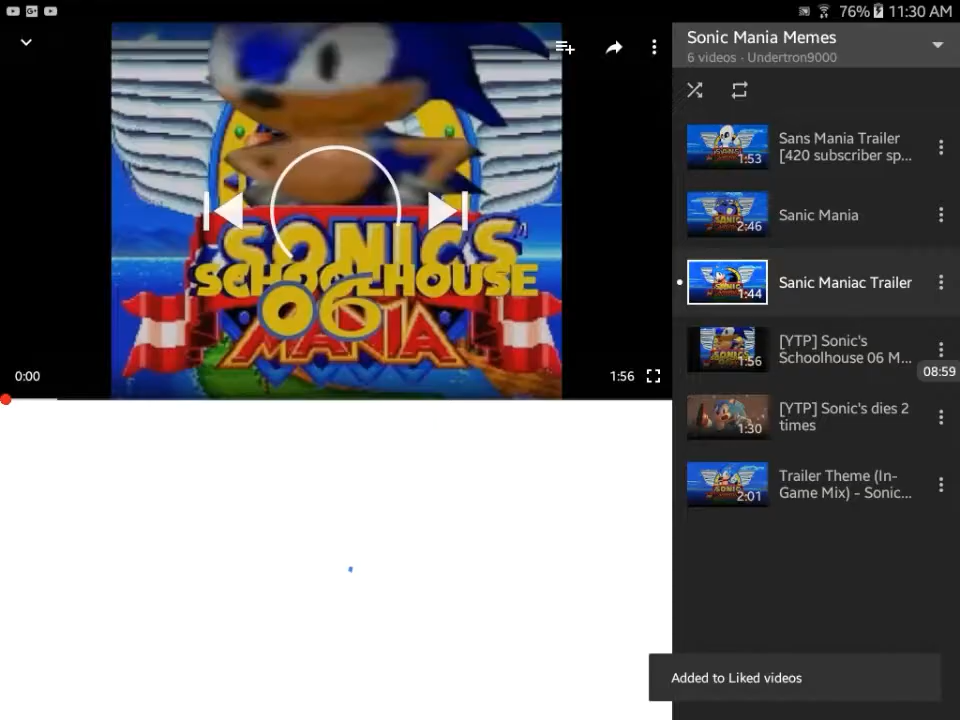 76% 11:30 AM
Sonic Mania Memes
6 videos · Undertron9000
SONICS
SCHOOLHOUSE
06
MANIA
0:00
1:56
Sans Mania Trailer
[420 subscriber sp...
1:53
Sanic Mania
2:46
Sanic Maniac Trailer
1:44
[YTP] Sonic's
Schoolhouse 06 M...
1:56
08:59
[YTP] Sonic's dies 2
times
1:30
Trailer Theme (In-
Game Mix) - Sonic...
2:01
Added to Liked videos